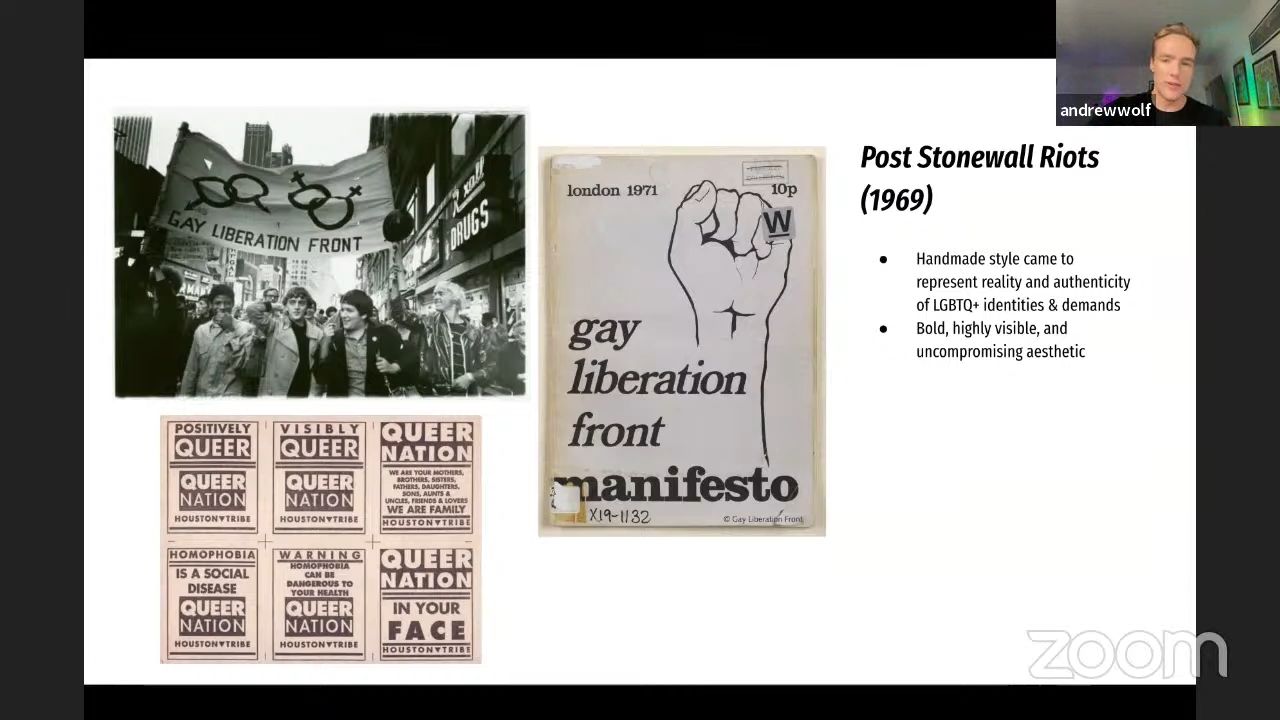 andrewwolf
GAY LIBERATION FRONT
DRUGS
london 1971
10p
W
gay
liberation
front
manifesto
X19-1132
© Gay Liberation Front
Post Stonewall Riots
(1969)
● Handmade style came to
represent reality and authenticity
of LGBTQ+ identities & demands
● Bold, highly visible, and
uncompromising aesthetic
POSITIVELY
QUEER
QUEER
NATION
HOUSTON▼TRIBE
VISIBLY
QUEER
QUEER
NATION
HOUSTON▼TRIBE
QUEER
NATION
WE ARE YOUR MOTHERS,
BROTHERS, SISTERS,
FATHERS, DAUGHTERS,
SONS, AUNTS &
UNCLES, FRIENDS & LOVERS
WE ARE FAMILY
HOUSTON▼TRIBE
HOMOPHOBIA
IS A SOCIAL
DISEASE
QUEER
NATION
HOUSTON▼TRIBE
WARNING
HOMOPHOBIA
CAN BE
DANGEROUS TO
YOUR HEALTH
QUEER
NATION
HOUSTON▼TRIBE
QUEER
NATION
IN YOUR
FACE
HOUSTON▼TRIBE
zoom